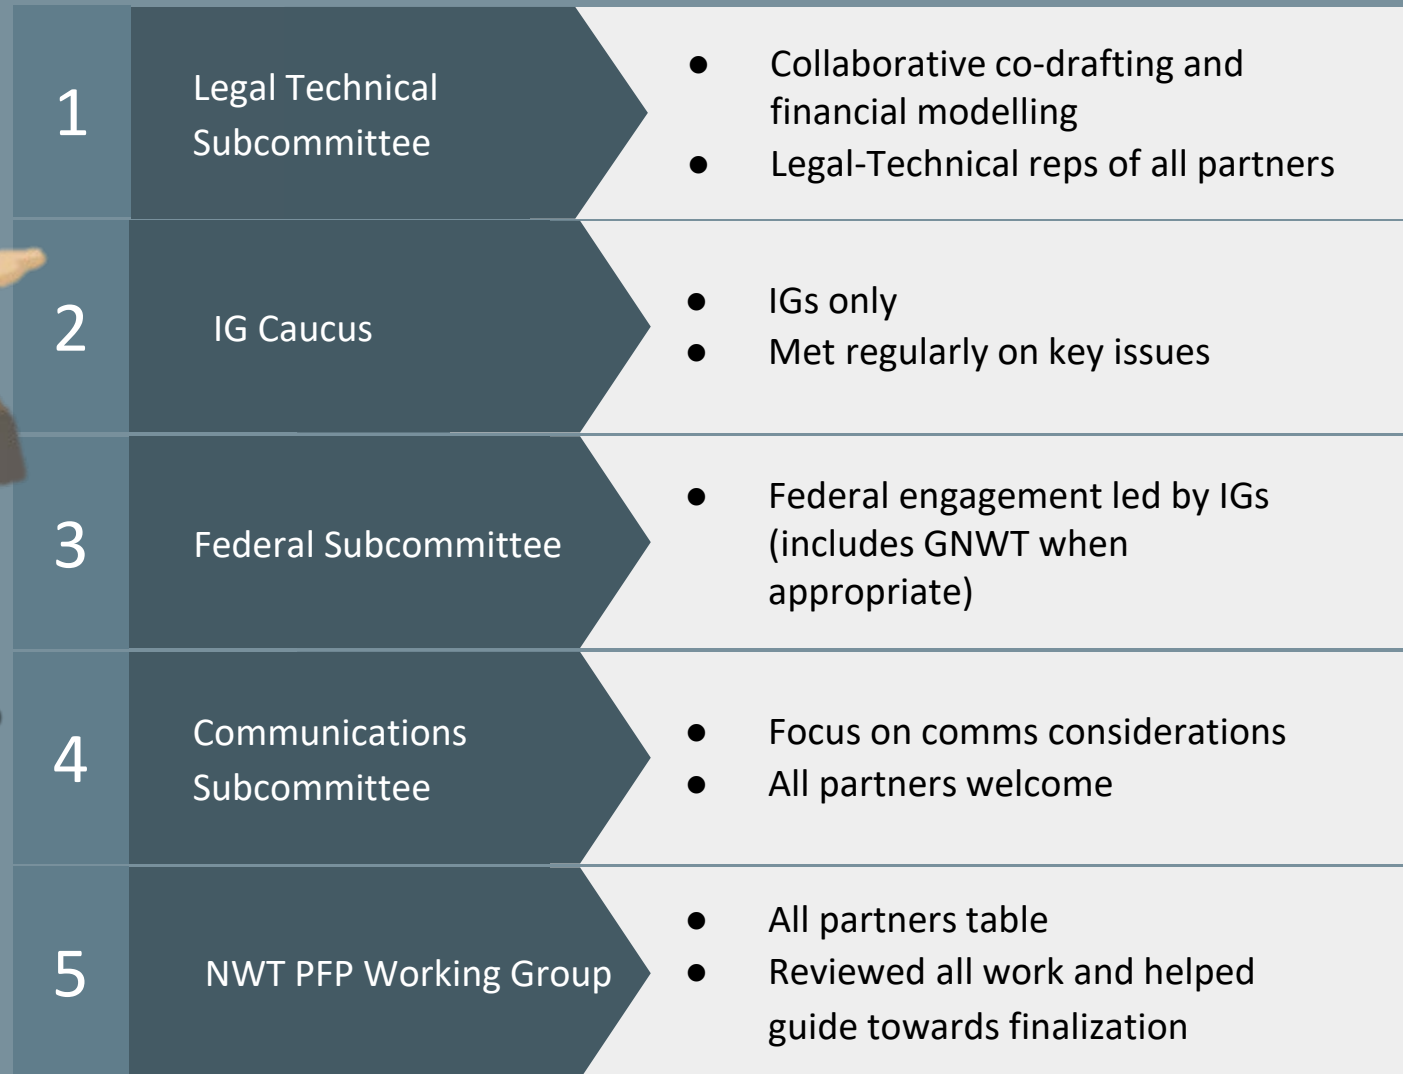 1
Legal Technical
Subcommittee
● Collaborative co-drafting and
financial modelling
● Legal-Technical reps of all partners
2
IG Caucus
● IGs only
● Met regularly on key issues
3
Federal Subcommittee
● Federal engagement led by IGs
(includes GNWT when
appropriate)
4
Communications
Subcommittee
● Focus on comms considerations
● All partners welcome
5
NWT PFP Working Group
● All partners table
● Reviewed all work and helped
guide towards finalization